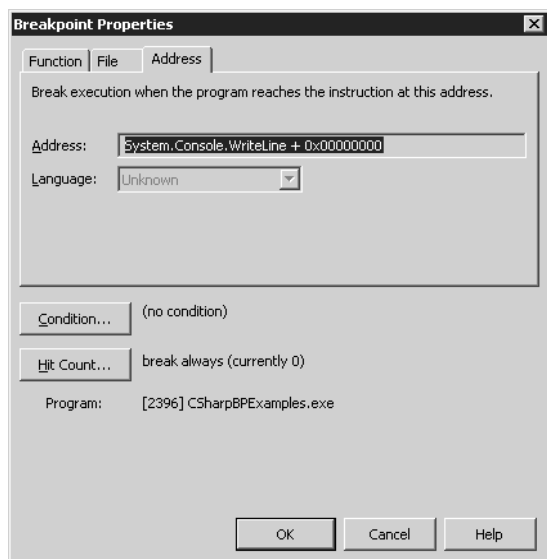 Breakpoint Properties
Function File Address
Break execution when the program reaches the instruction at this address.
Address: System.Console.WriteLine + 0x00000000
Language: Unknown
Condition... (no condition)
Hit Count... break always (currently 0)
Program: [2396] CSharpBPExamples.exe
OK Cancel Help